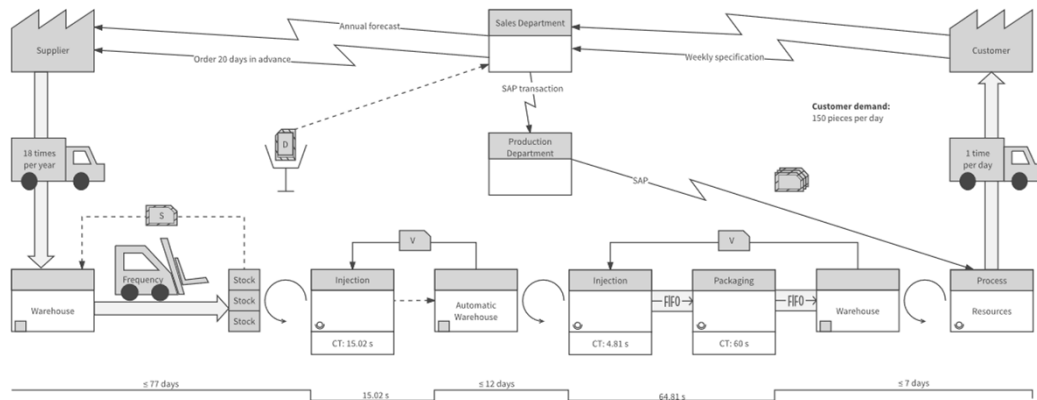 Supplier
Annual forecast
Order 20 days in advance
Sales Department
Weekly specification
Customer
SAP transaction
Customer demand:
150 pieces per day
18 times
per year
D
Production
Department
1 time
per day
SAP
S
V
V
Frequency
Stock
Stock
Stock
Injection
Injection
Packaging
Process
Warehouse
Automatic
Warehouse
FIFO
FIFO
Warehouse
Resources
CT: 15.02 s
CT: 4.81 s
CT: 60 s
≤ 77 days
15.02 s
≤ 12 days
64.81 s
≤ 7 days